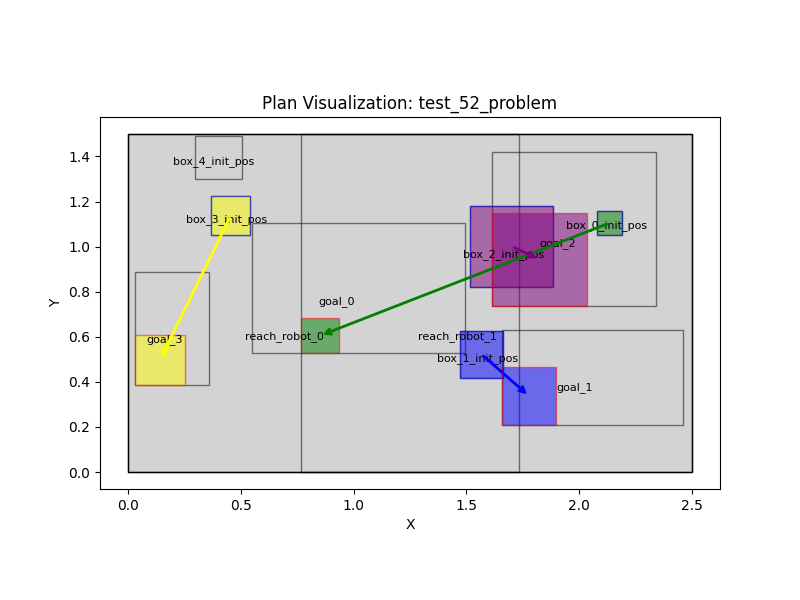 Plan Visualization: test_52_problem
1.4
1.2
1.0
0.8
0.6
0.4
0.2
0.0
Y
box_4_init_pos
box_3_init_pos
box_0_init_pos
goal_2
box_2_init_pos
goal_0
reach_robot_0
reach_robot_1
goal_3
box_1_init_pos
goal_1
0.0 0.5 1.0 1.5 2.0 2.5
X